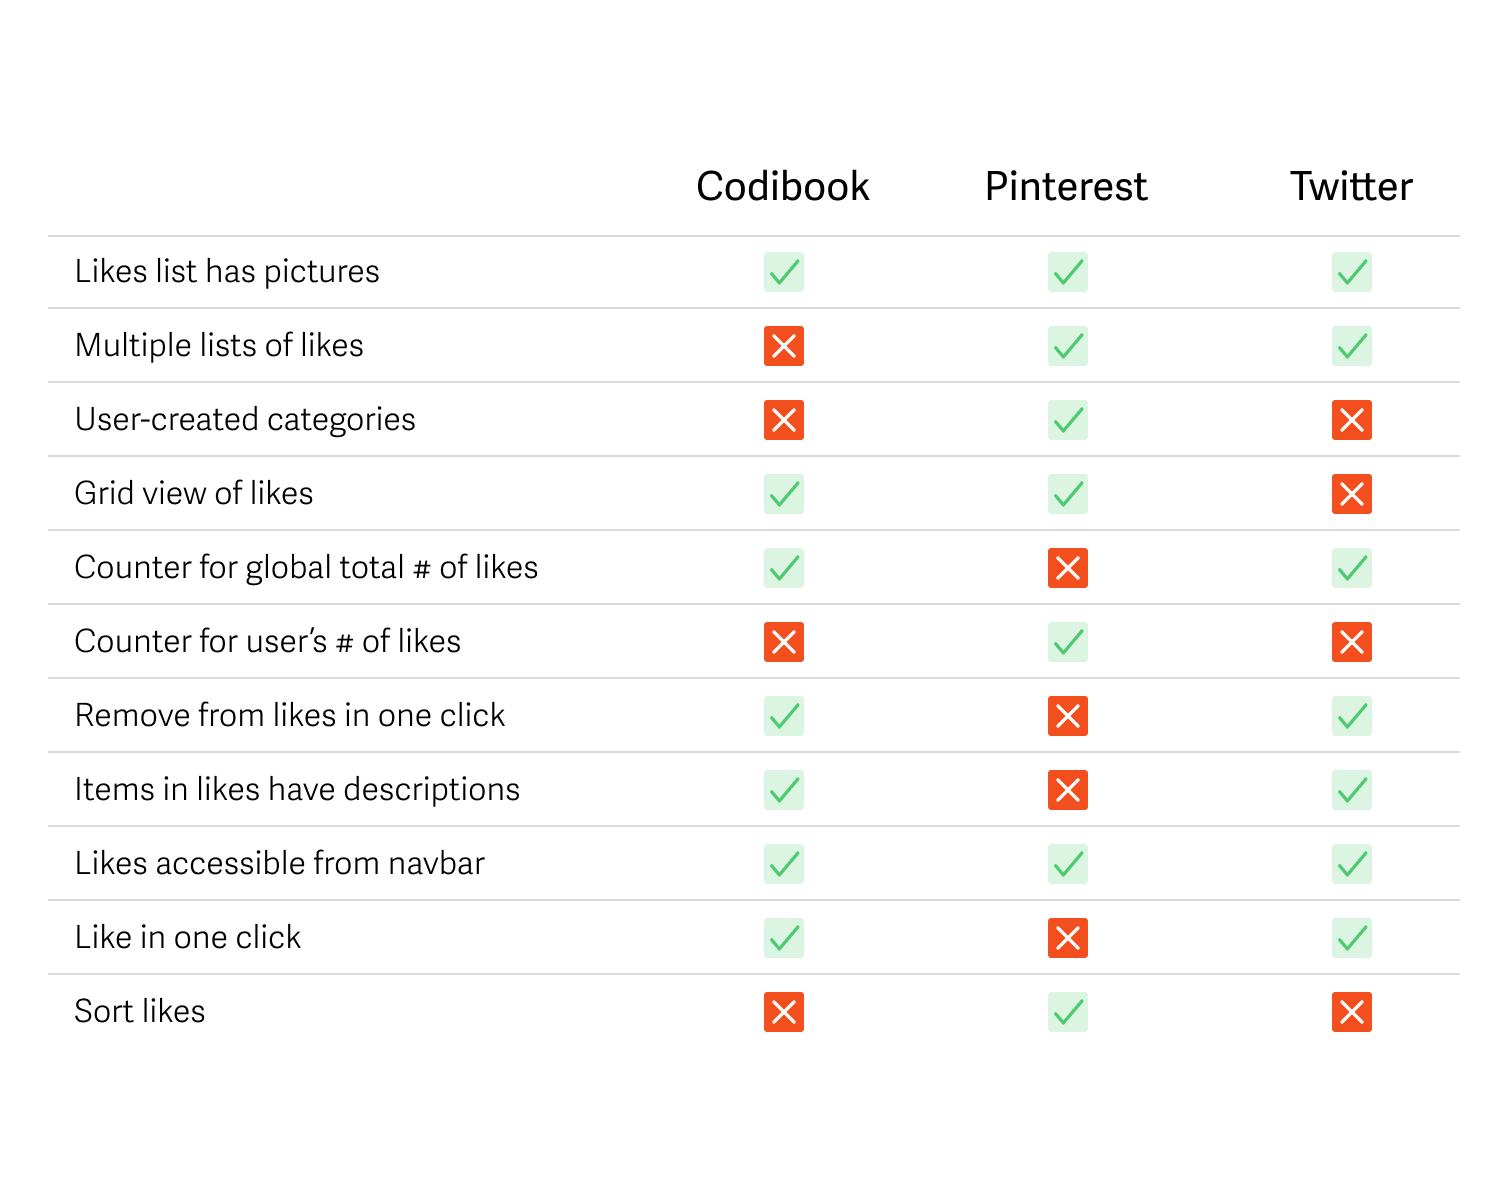 Codibook Pinterest Twitter
Likes list has pictures
Multiple lists of likes
User-created categories
Grid view of likes
Counter for global total # of likes
Counter for user’s # of likes
Remove from likes in one click
Items in likes have descriptions
Likes accessible from navbar
Like in one click
Sort likes